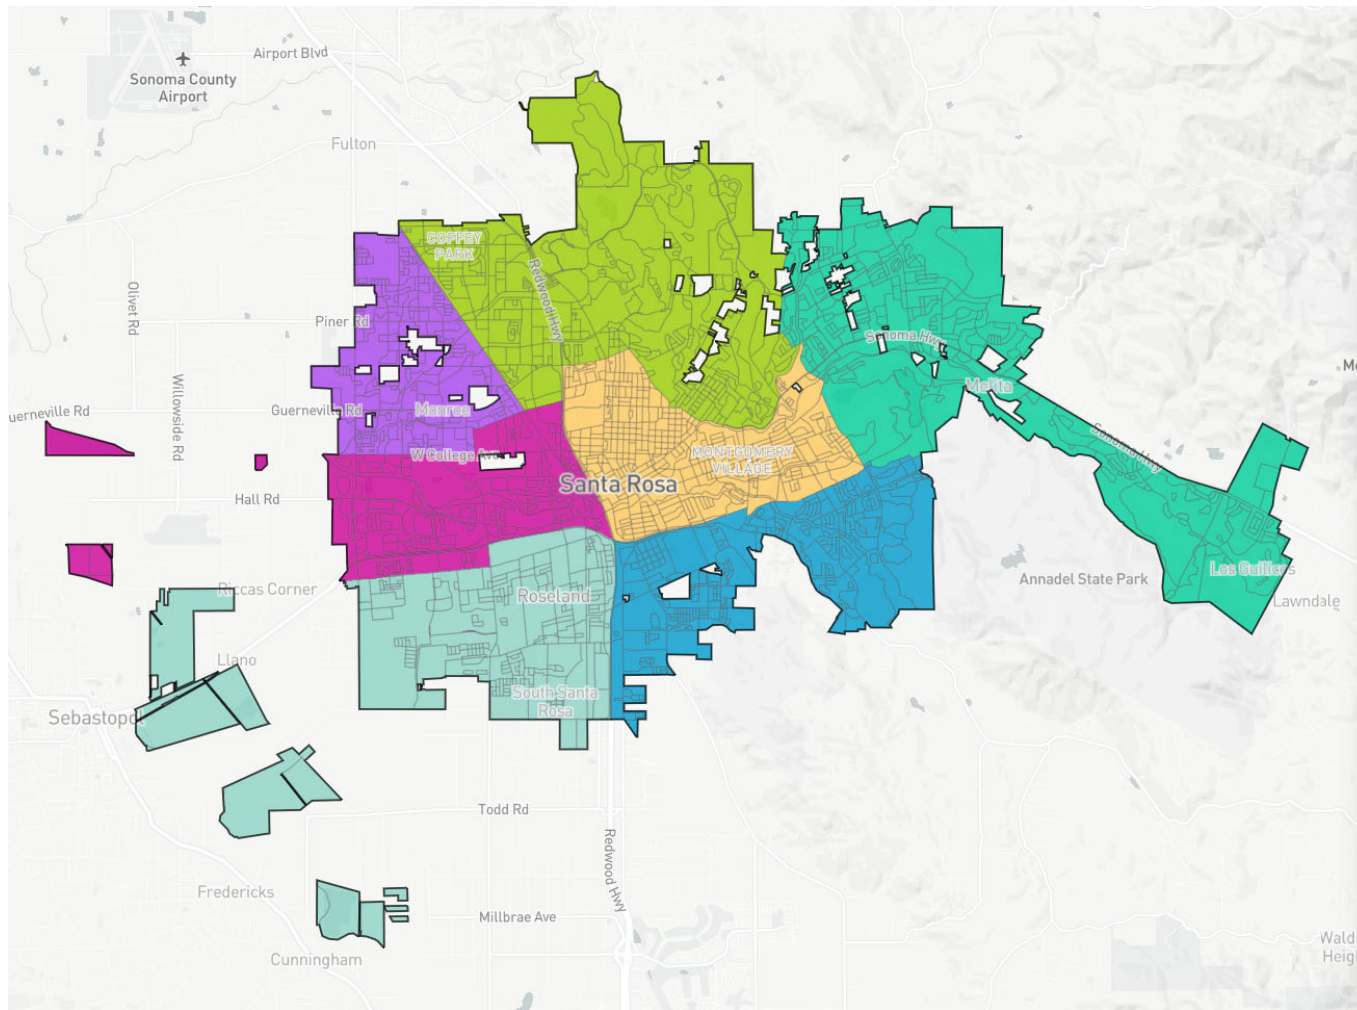 Airport Blvd
Sonoma County
Airport
Fulton
COFFEY
PARK
Redwood Hwy
Olivet Rd
Piner Rd
Sonoma Hwy
Melita
Willowside Rd
Guerneville Rd
Monroe
W College Ave
MONTGOMERY
VILLAGE
Sonoma Hwy
Santa Rosa
Hall Rd
Los Guilicos
Annadel State Park
Lawndale
Riccas Corner
Roseland
Llano
South Santa
Rosa
Sebastopol
Todd Rd
Redwood Hwy
Fredericks
Millbrae Ave
Cunningham